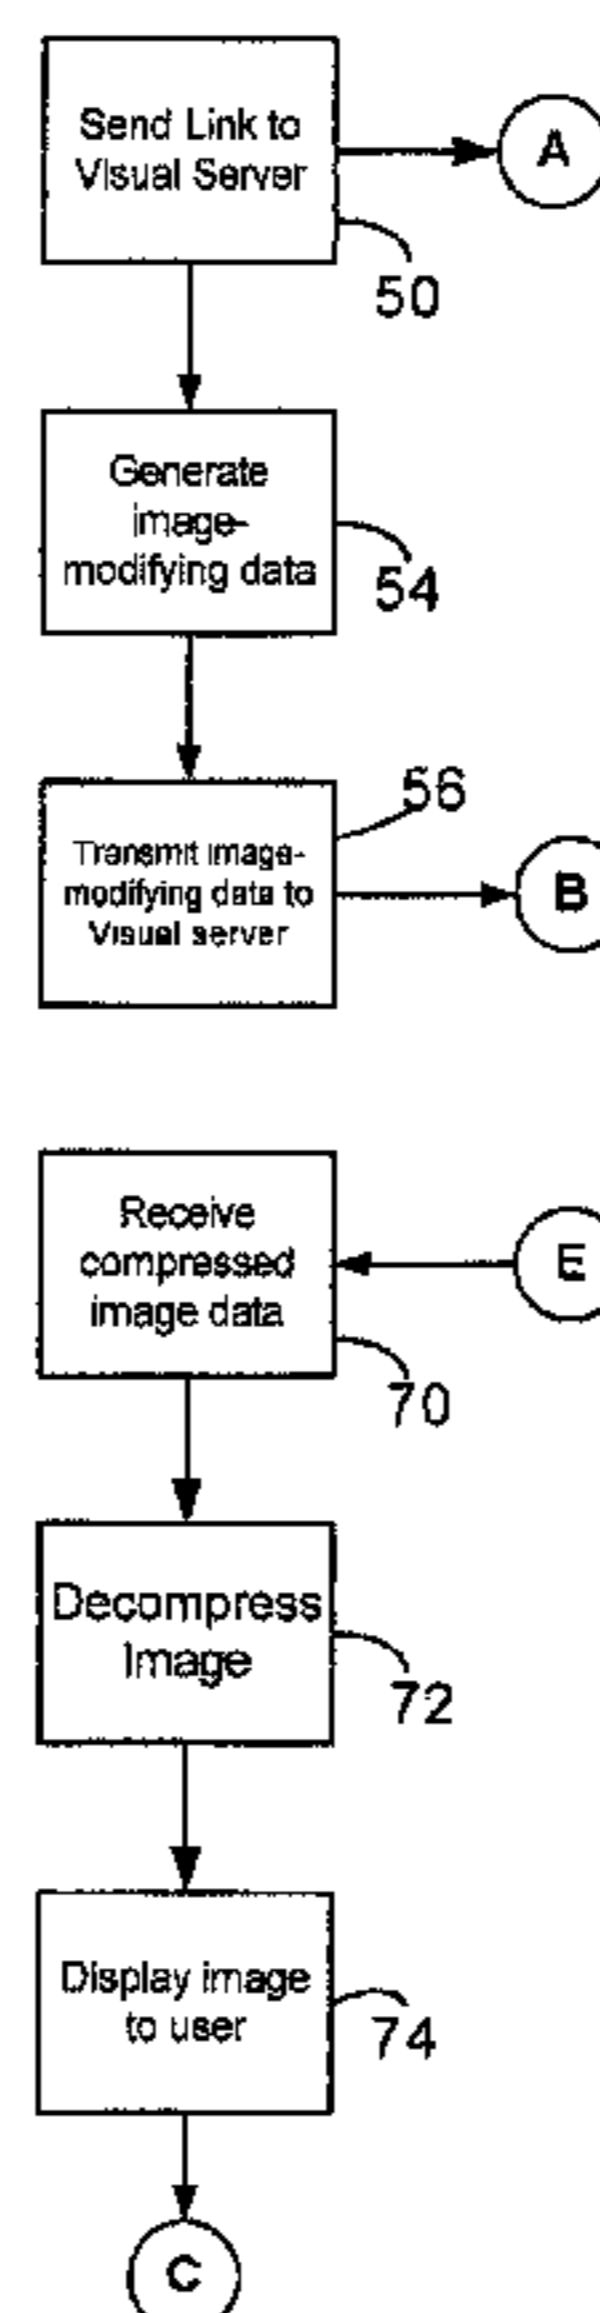 Send Link to
Visual Server
A
50
Generate
image-
modifying data
54
56
Transmit image-
modifying data to
Visual server
B
Receive
compressed
image data
E
70
Decompress
Image
72
Display image
to user
74
C